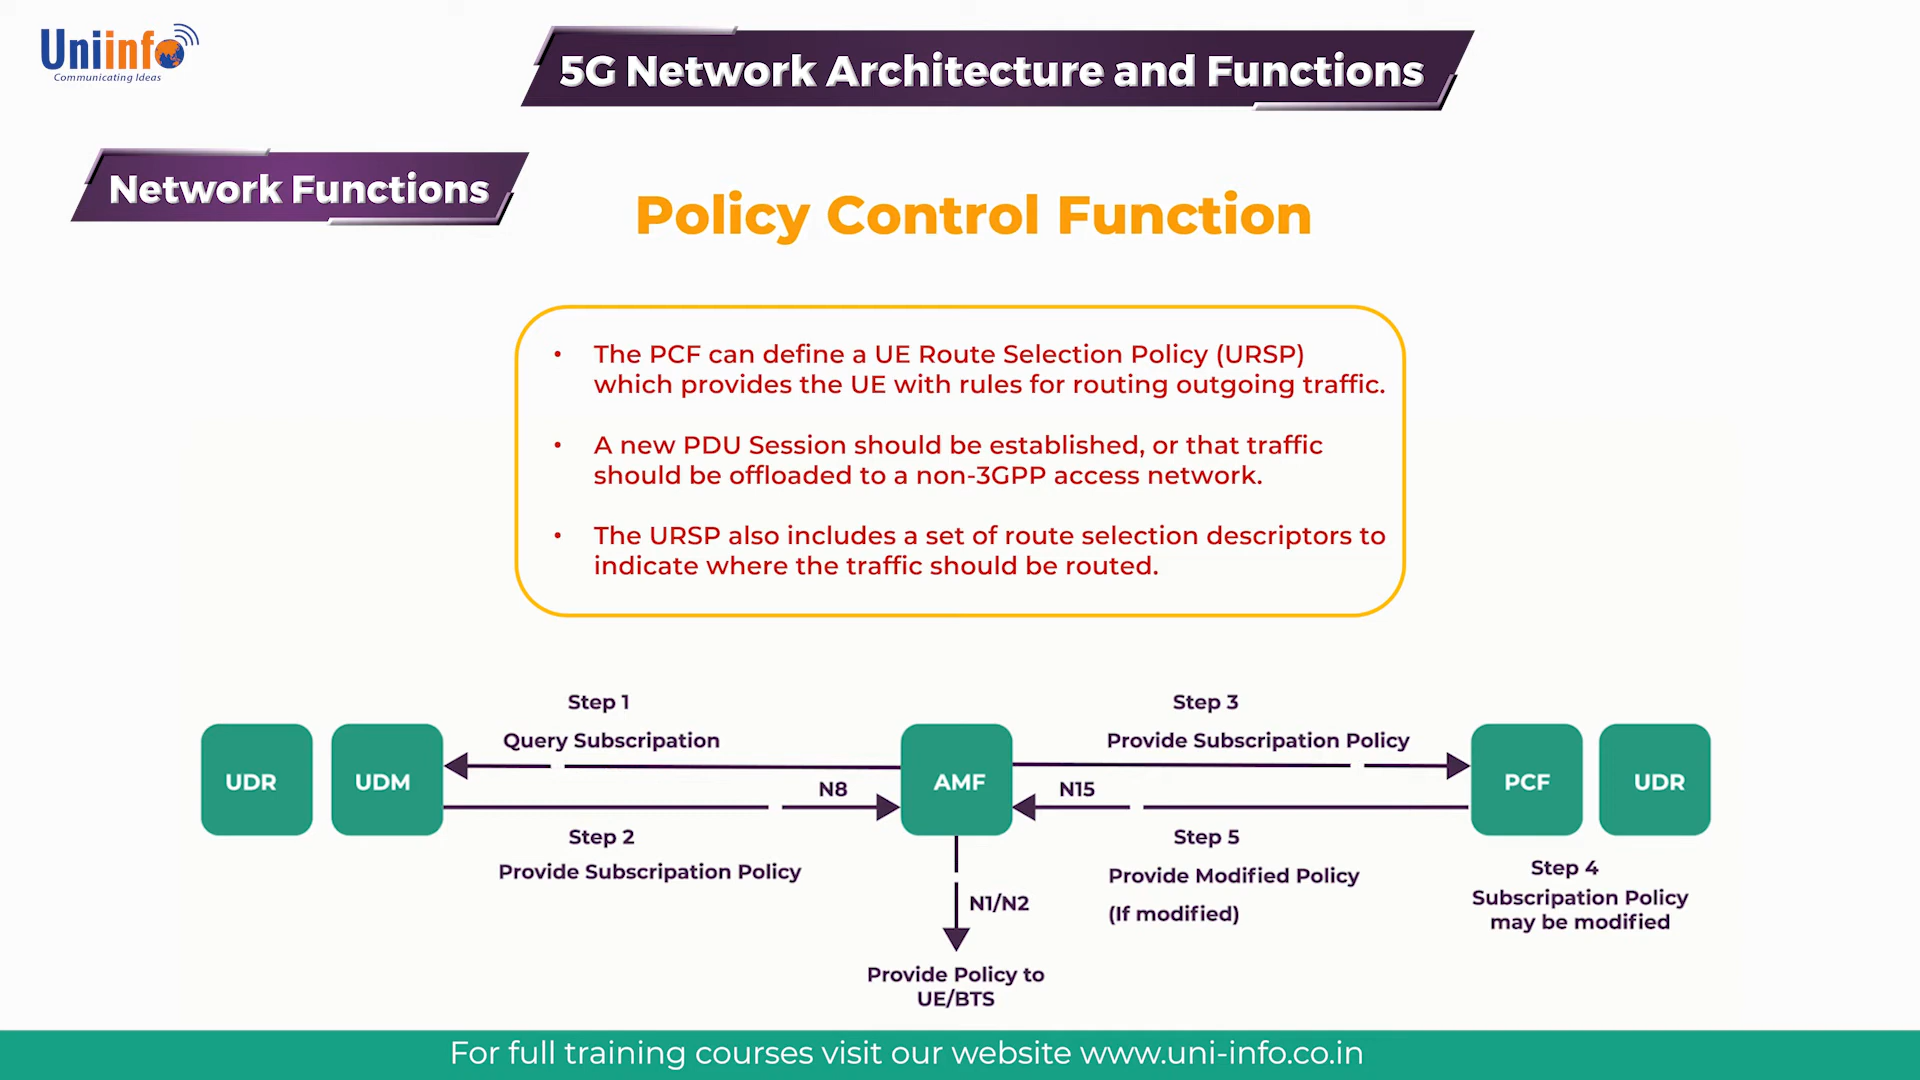 Uniinfo
Communicating Ideas
5G Network Architecture and Functions
Network Functions
Policy Control Function
• The PCF can define a UE Route Selection Policy (URSP)
which provides the UE with rules for routing outgoing traffic.
• A new PDU Session should be established, or that traffic
should be offloaded to a non-3GPP access network.
• The URSP also includes a set of route selection descriptors to
indicate where the traffic should be routed.
Step 1
Query Subscripation
Step 3
Provide Subscripation Policy
UDR
UDM
N8
AMF
N15
PCF
UDR
Step 2
Provide Subscripation Policy
Step 5
Provide Modified Policy
(If modified)
Step 4
Subscripation Policy
may be modified
N1/N2
Provide Policy to
UE/BTS
For full training courses visit our website www.uni-info.co.in